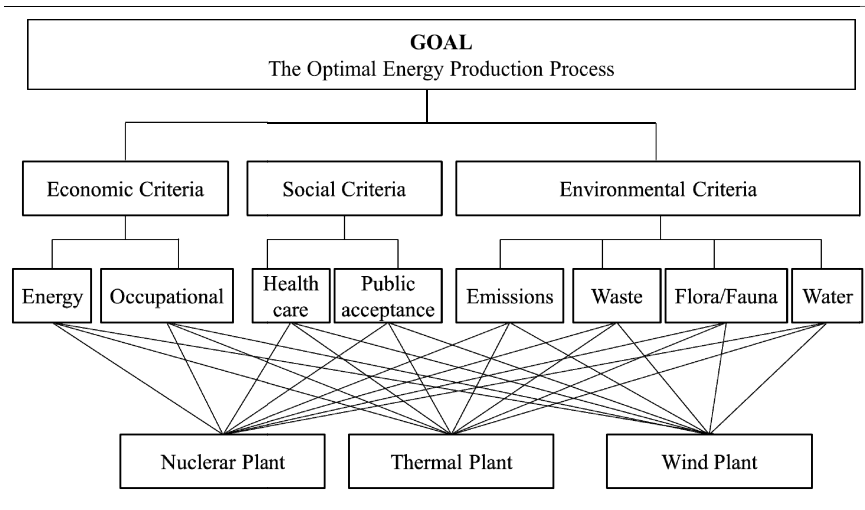 GOAL
The Optimal Energy Production Process
Economic Criteria
Social Criteria
Environmental Criteria
Energy
Occupational
Health
care
Public
acceptance
Emissions
Waste
Flora/Fauna
Water
Nuclerar Plant
Thermal Plant
Wind Plant